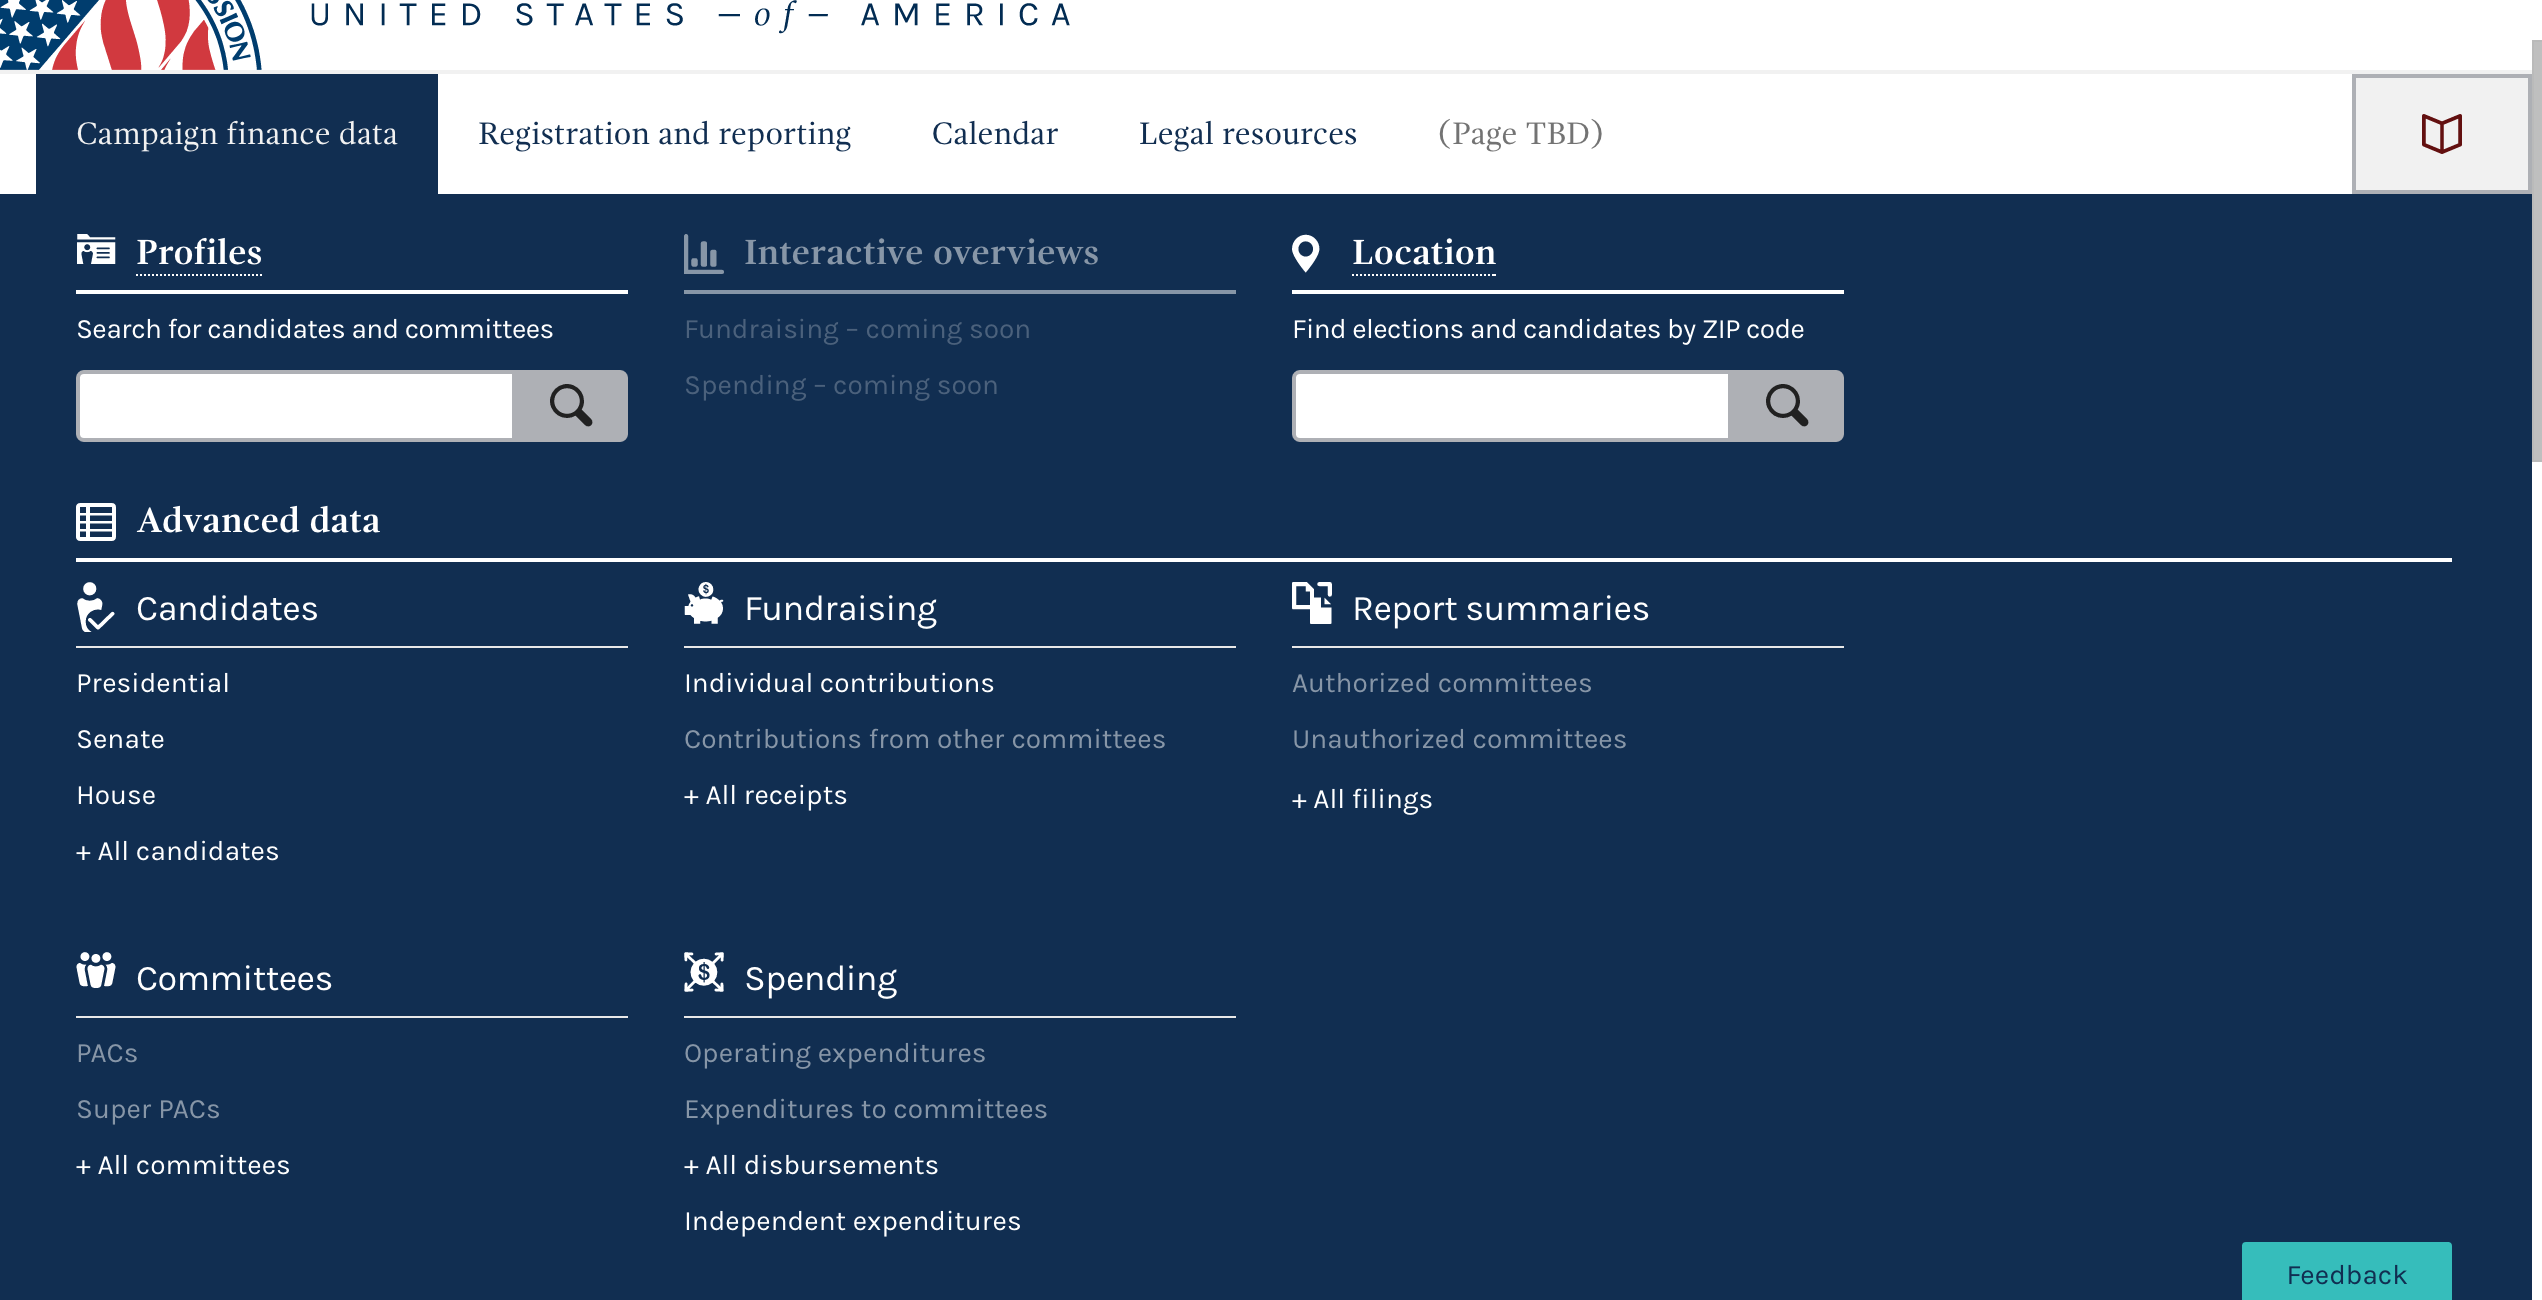 UNITED STATES –of– AMERICA
SSION
Campaign finance data
Registration and reporting
Calendar
Legal resources
(Page TBD)
Profiles
Search for candidates and committees
Interactive overviews
Fundraising – coming soon
Spending – coming soon
Location
Find elections and candidates by ZIP code
Advanced data
Candidates
Presidential
Senate
House
+ All candidates
Fundraising
Individual contributions
Contributions from other committees
+ All receipts
Report summaries
Authorized committees
Unauthorized committees
+ All filings
Committees
PACs
Super PACs
+ All committees
Spending
Operating expenditures
Expenditures to committees
+ All disbursements
Independent expenditures
Feedback